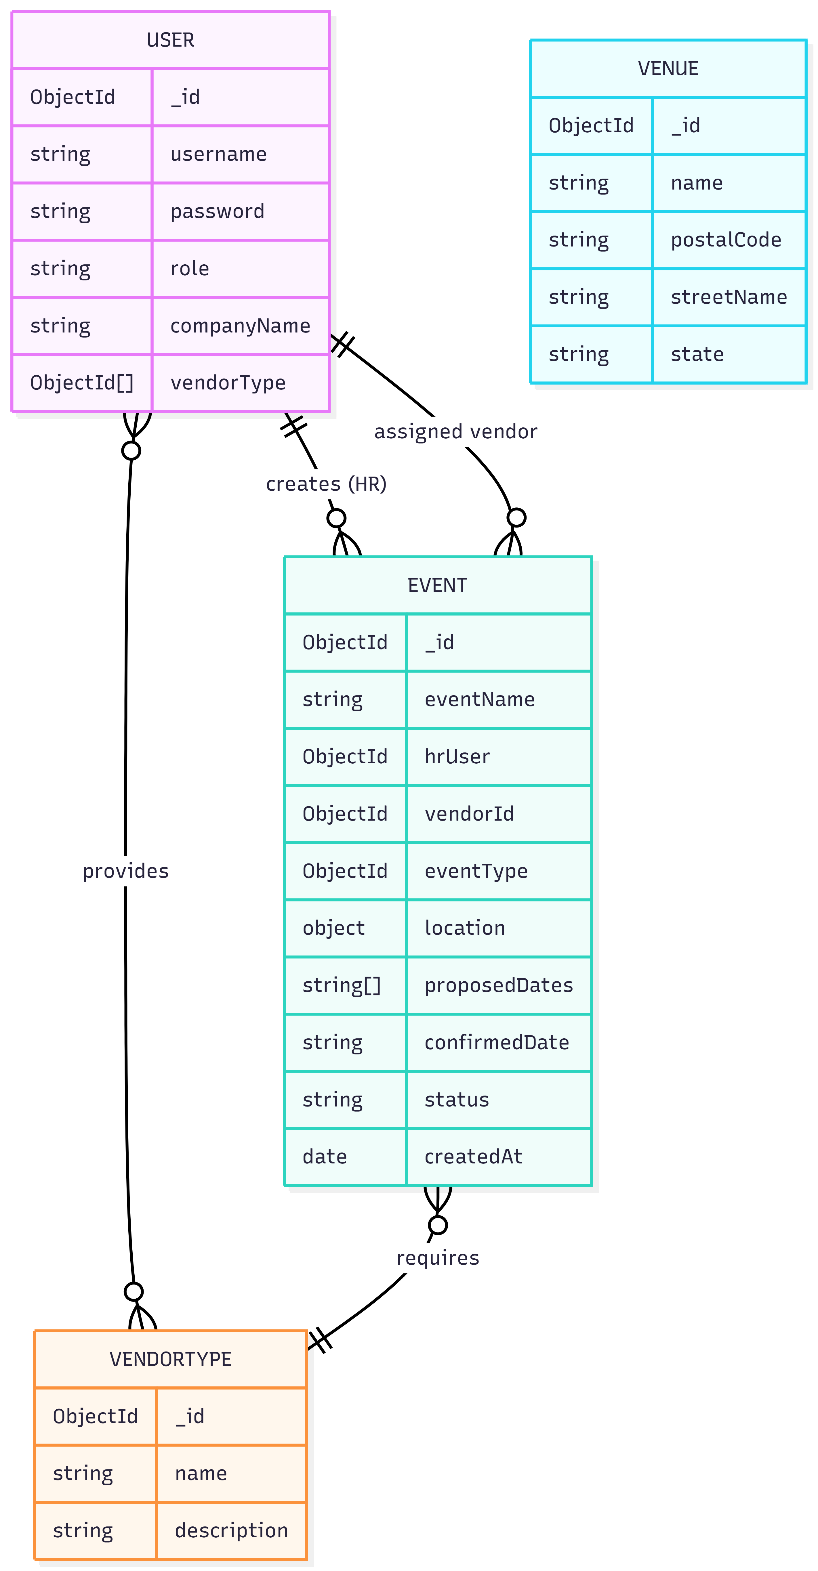 USER
ObjectId _id
string username
string password
string role
string companyName
ObjectId[] vendorType
VENUE
ObjectId _id
string name
string postalCode
string streetName
string state
assigned vendor
creates (HR)
EVENT
ObjectId _id
string eventName
ObjectId hrUser
ObjectId vendorId
ObjectId eventType
object location
string[] proposedDates
string confirmedDate
string status
date createdAt
provides
requires
VENDORTYPE
ObjectId _id
string name
string description